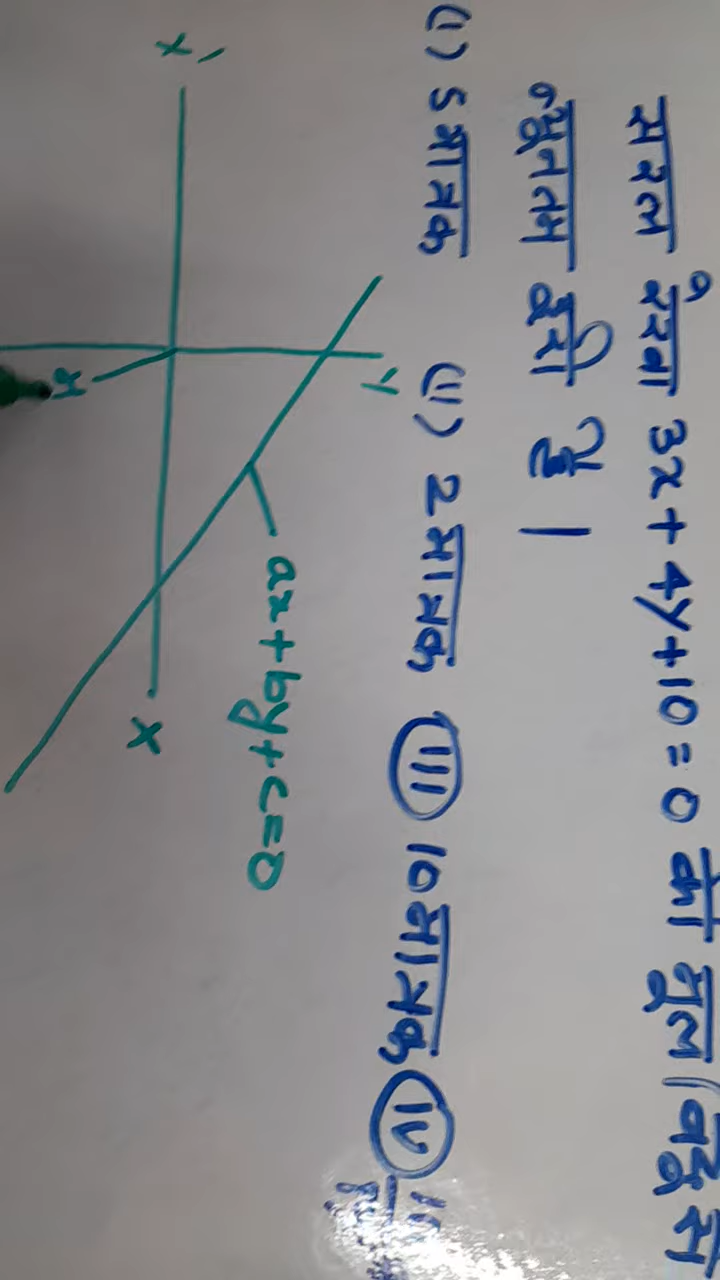 सरल रेखा 3x + 4y + 10 = 0 की मूल बिंदु से
न्यूनतम दूरी है।
(i) 5 मात्रक (ii) 2 मात्रक (iii) 10 मात्रक (iv)
Y
ax + by + c = 0
X' X